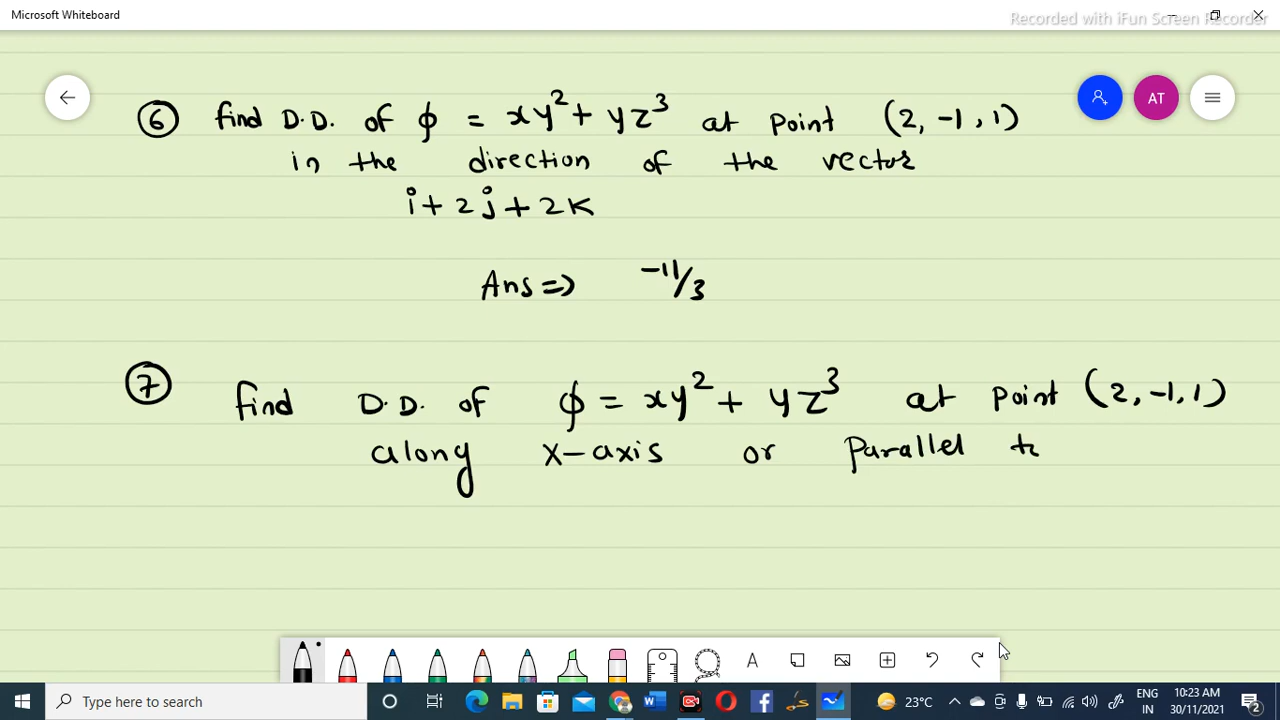 Microsoft Whiteboard
Recorded with iFun Screen Recorder
⑥ find D.D. of ϕ = xy² + yz³ at point (2, -1, 1)
in the direction of the vector
i + 2j + 2k
Ans ⇒ -11/3
AT
⑦ find D.D. of ϕ = xy² + yz³ at point (2, -1, 1)
along x-axis or parallel to
A
Type here to search
W
f
23°C
ENG
IN
10:23 AM
30/11/2021
2